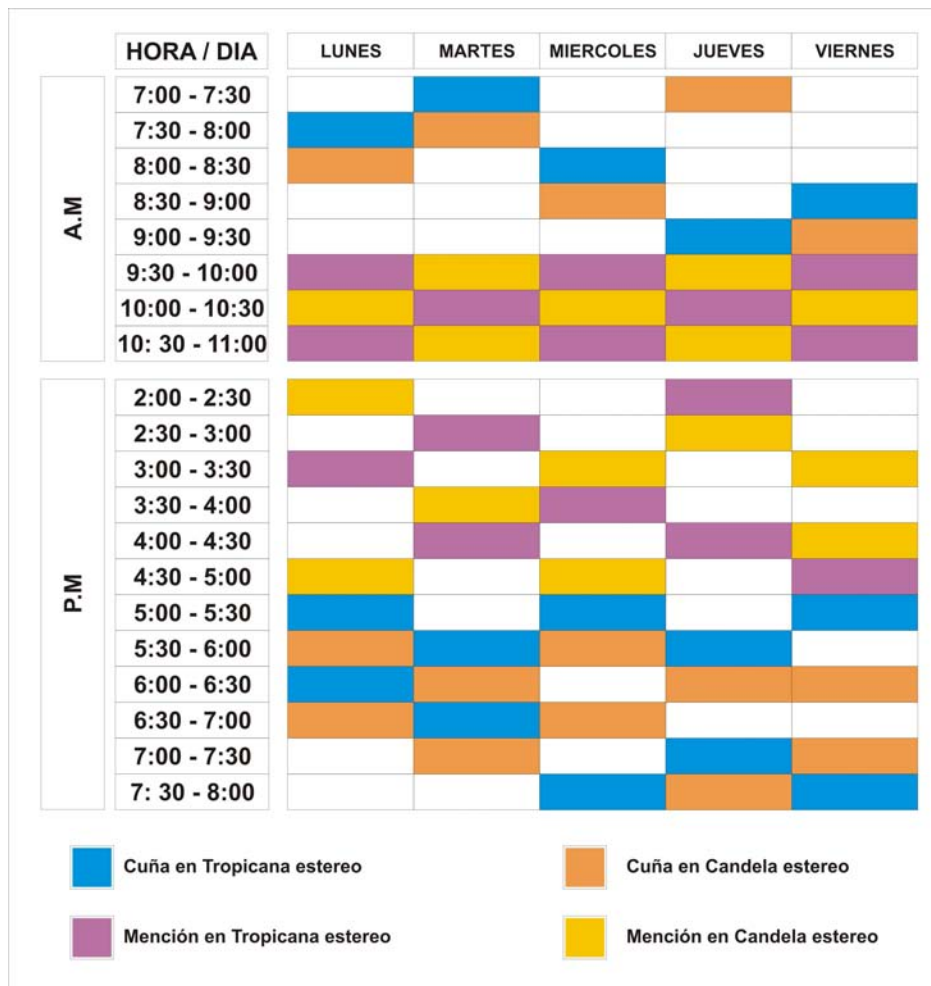 HORA / DIA LUNES MARTES MIERCOLES JUEVES VIERNES
A.M
7:00 - 7:30
7:30 - 8:00
8:00 - 8:30
8:30 - 9:00
9:00 - 9:30
9:30 - 10:00
10:00 - 10:30
10: 30 - 11:00
P.M
2:00 - 2:30
2:30 - 3:00
3:00 - 3:30
3:30 - 4:00
4:00 - 4:30
4:30 - 5:00
5:00 - 5:30
5:30 - 6:00
6:00 - 6:30
6:30 - 7:00
7:00 - 7:30
7: 30 - 8:00
Cuña en Tropicana estereo Cuña en Candela estereo
Mención en Tropicana estereo Mención en Candela estereo